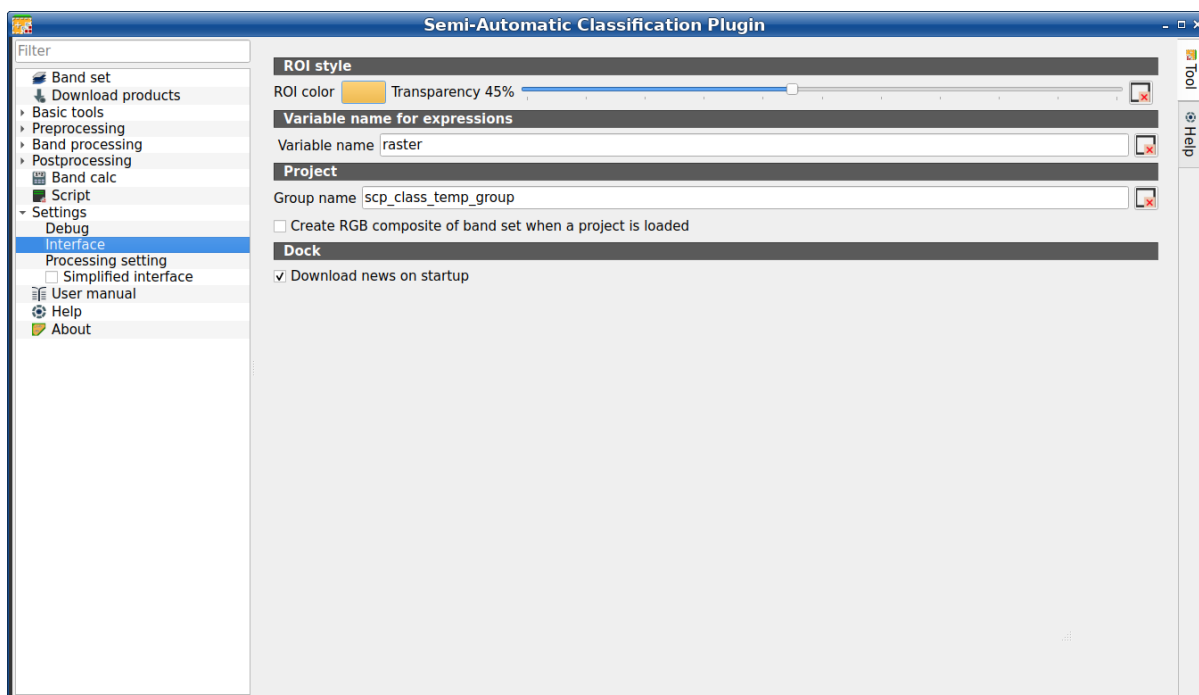 Semi-Automatic Classification Plugin
Filter
Band set
Download products
Basic tools
Preprocessing
Band processing
Postprocessing
Band calc
Script
Settings
Debug
Interface
Processing setting
Simplified interface
User manual
Help
About
ROI style
ROI color Transparency 45%
Variable name for expressions
Variable name raster
Project
Group name scp_class_temp_group
Create RGB composite of band set when a project is loaded
Dock
Download news on startup
Tool
Help